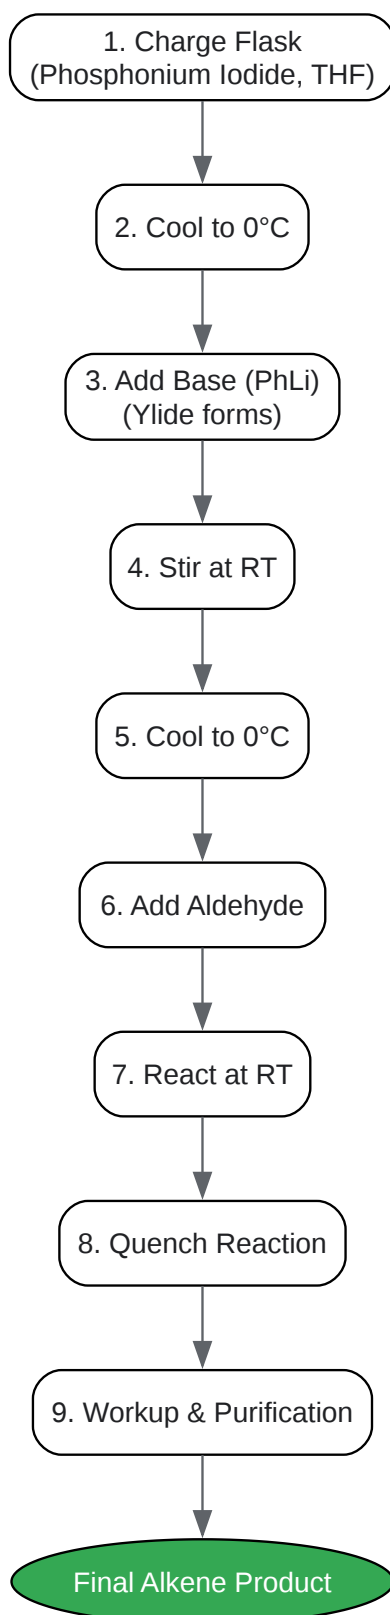 1. Charge Flask
(Phosphonium Iodide, THF)
2. Cool to 0°C
3. Add Base (PhLi)
(Ylide forms)
4. Stir at RT
5. Cool to 0°C
6. Add Aldehyde
7. React at RT
8. Quench Reaction
9. Workup & Purification
Final Alkene Product